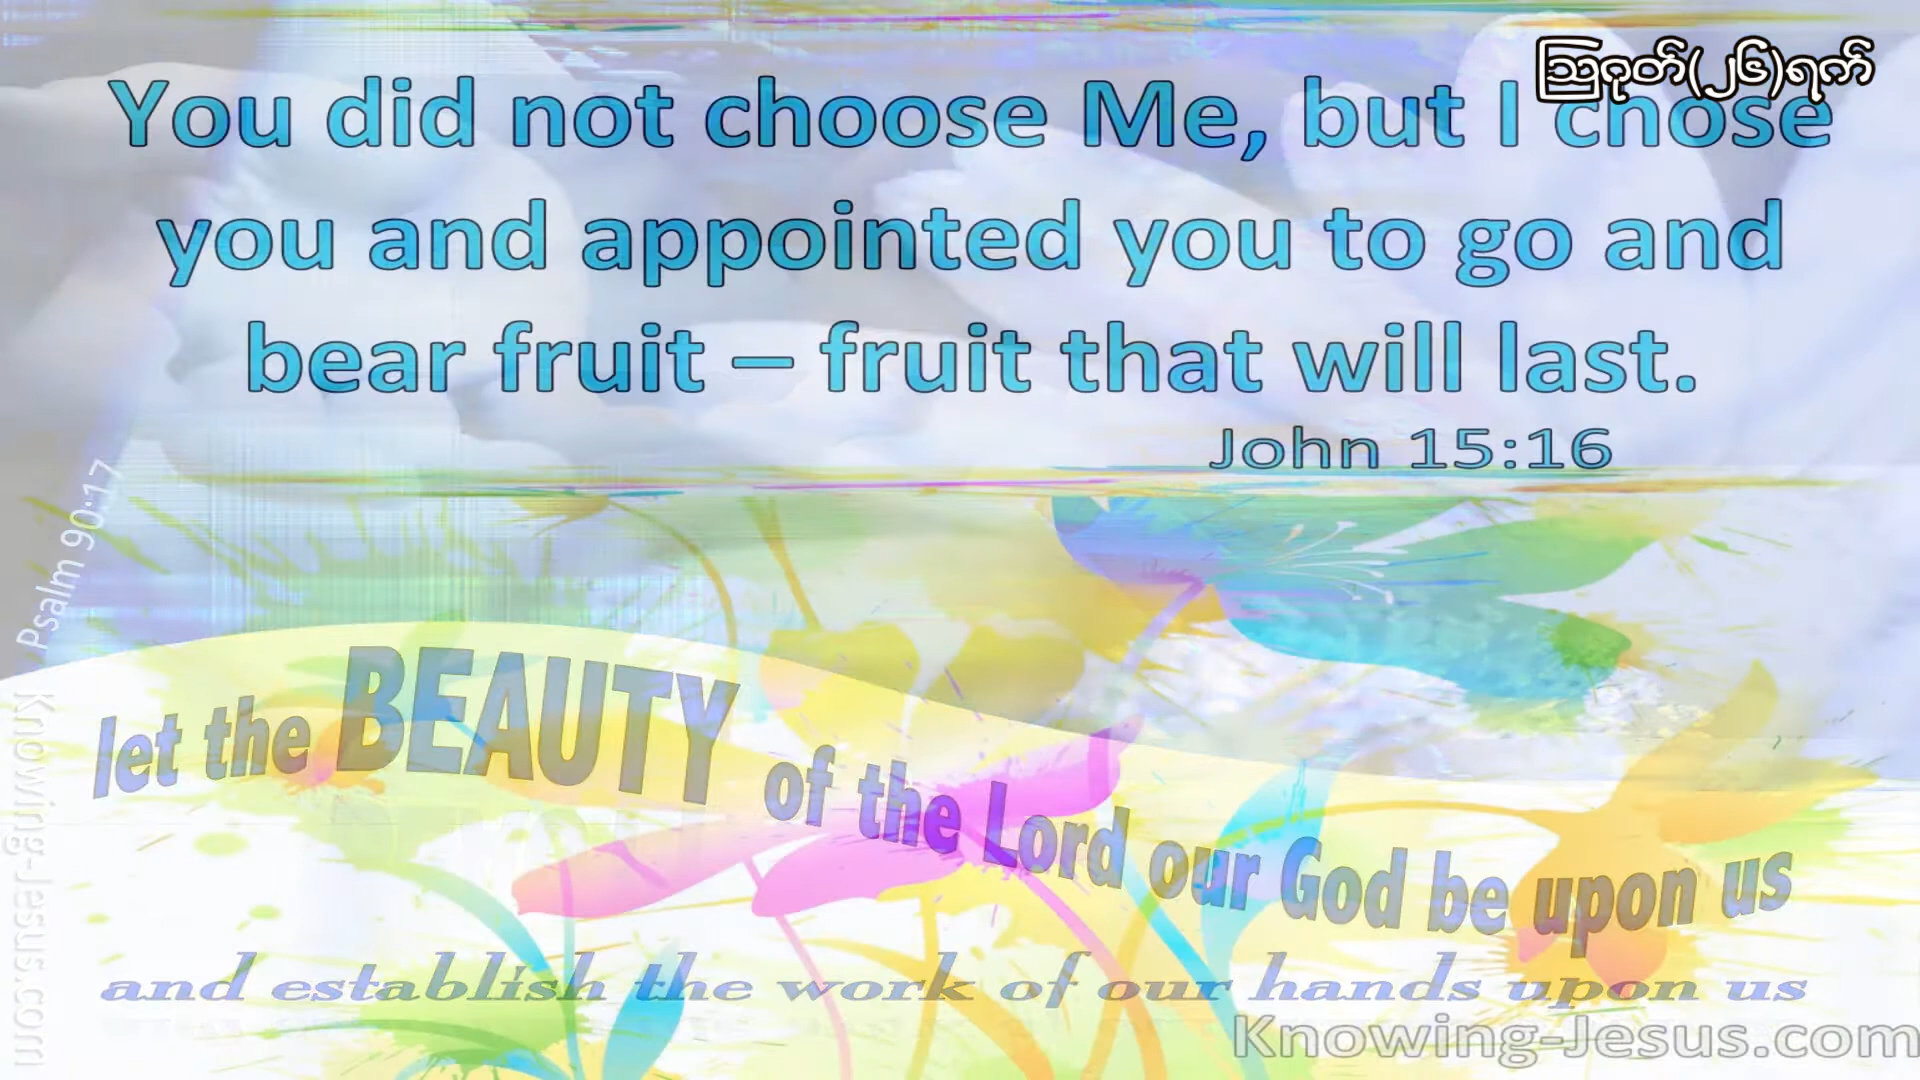 ဩဂုတ်(၂၆)ရက်
You did not choose Me, but I chose
you and appointed you to go and
bear fruit – fruit that will last.
John 15:16
Psalm 90:17
let the BEAUTY of the Lord our God be upon us
and establish the work of our hands upon us
Knowing-Jesus.com
Knowing-Jesus.com